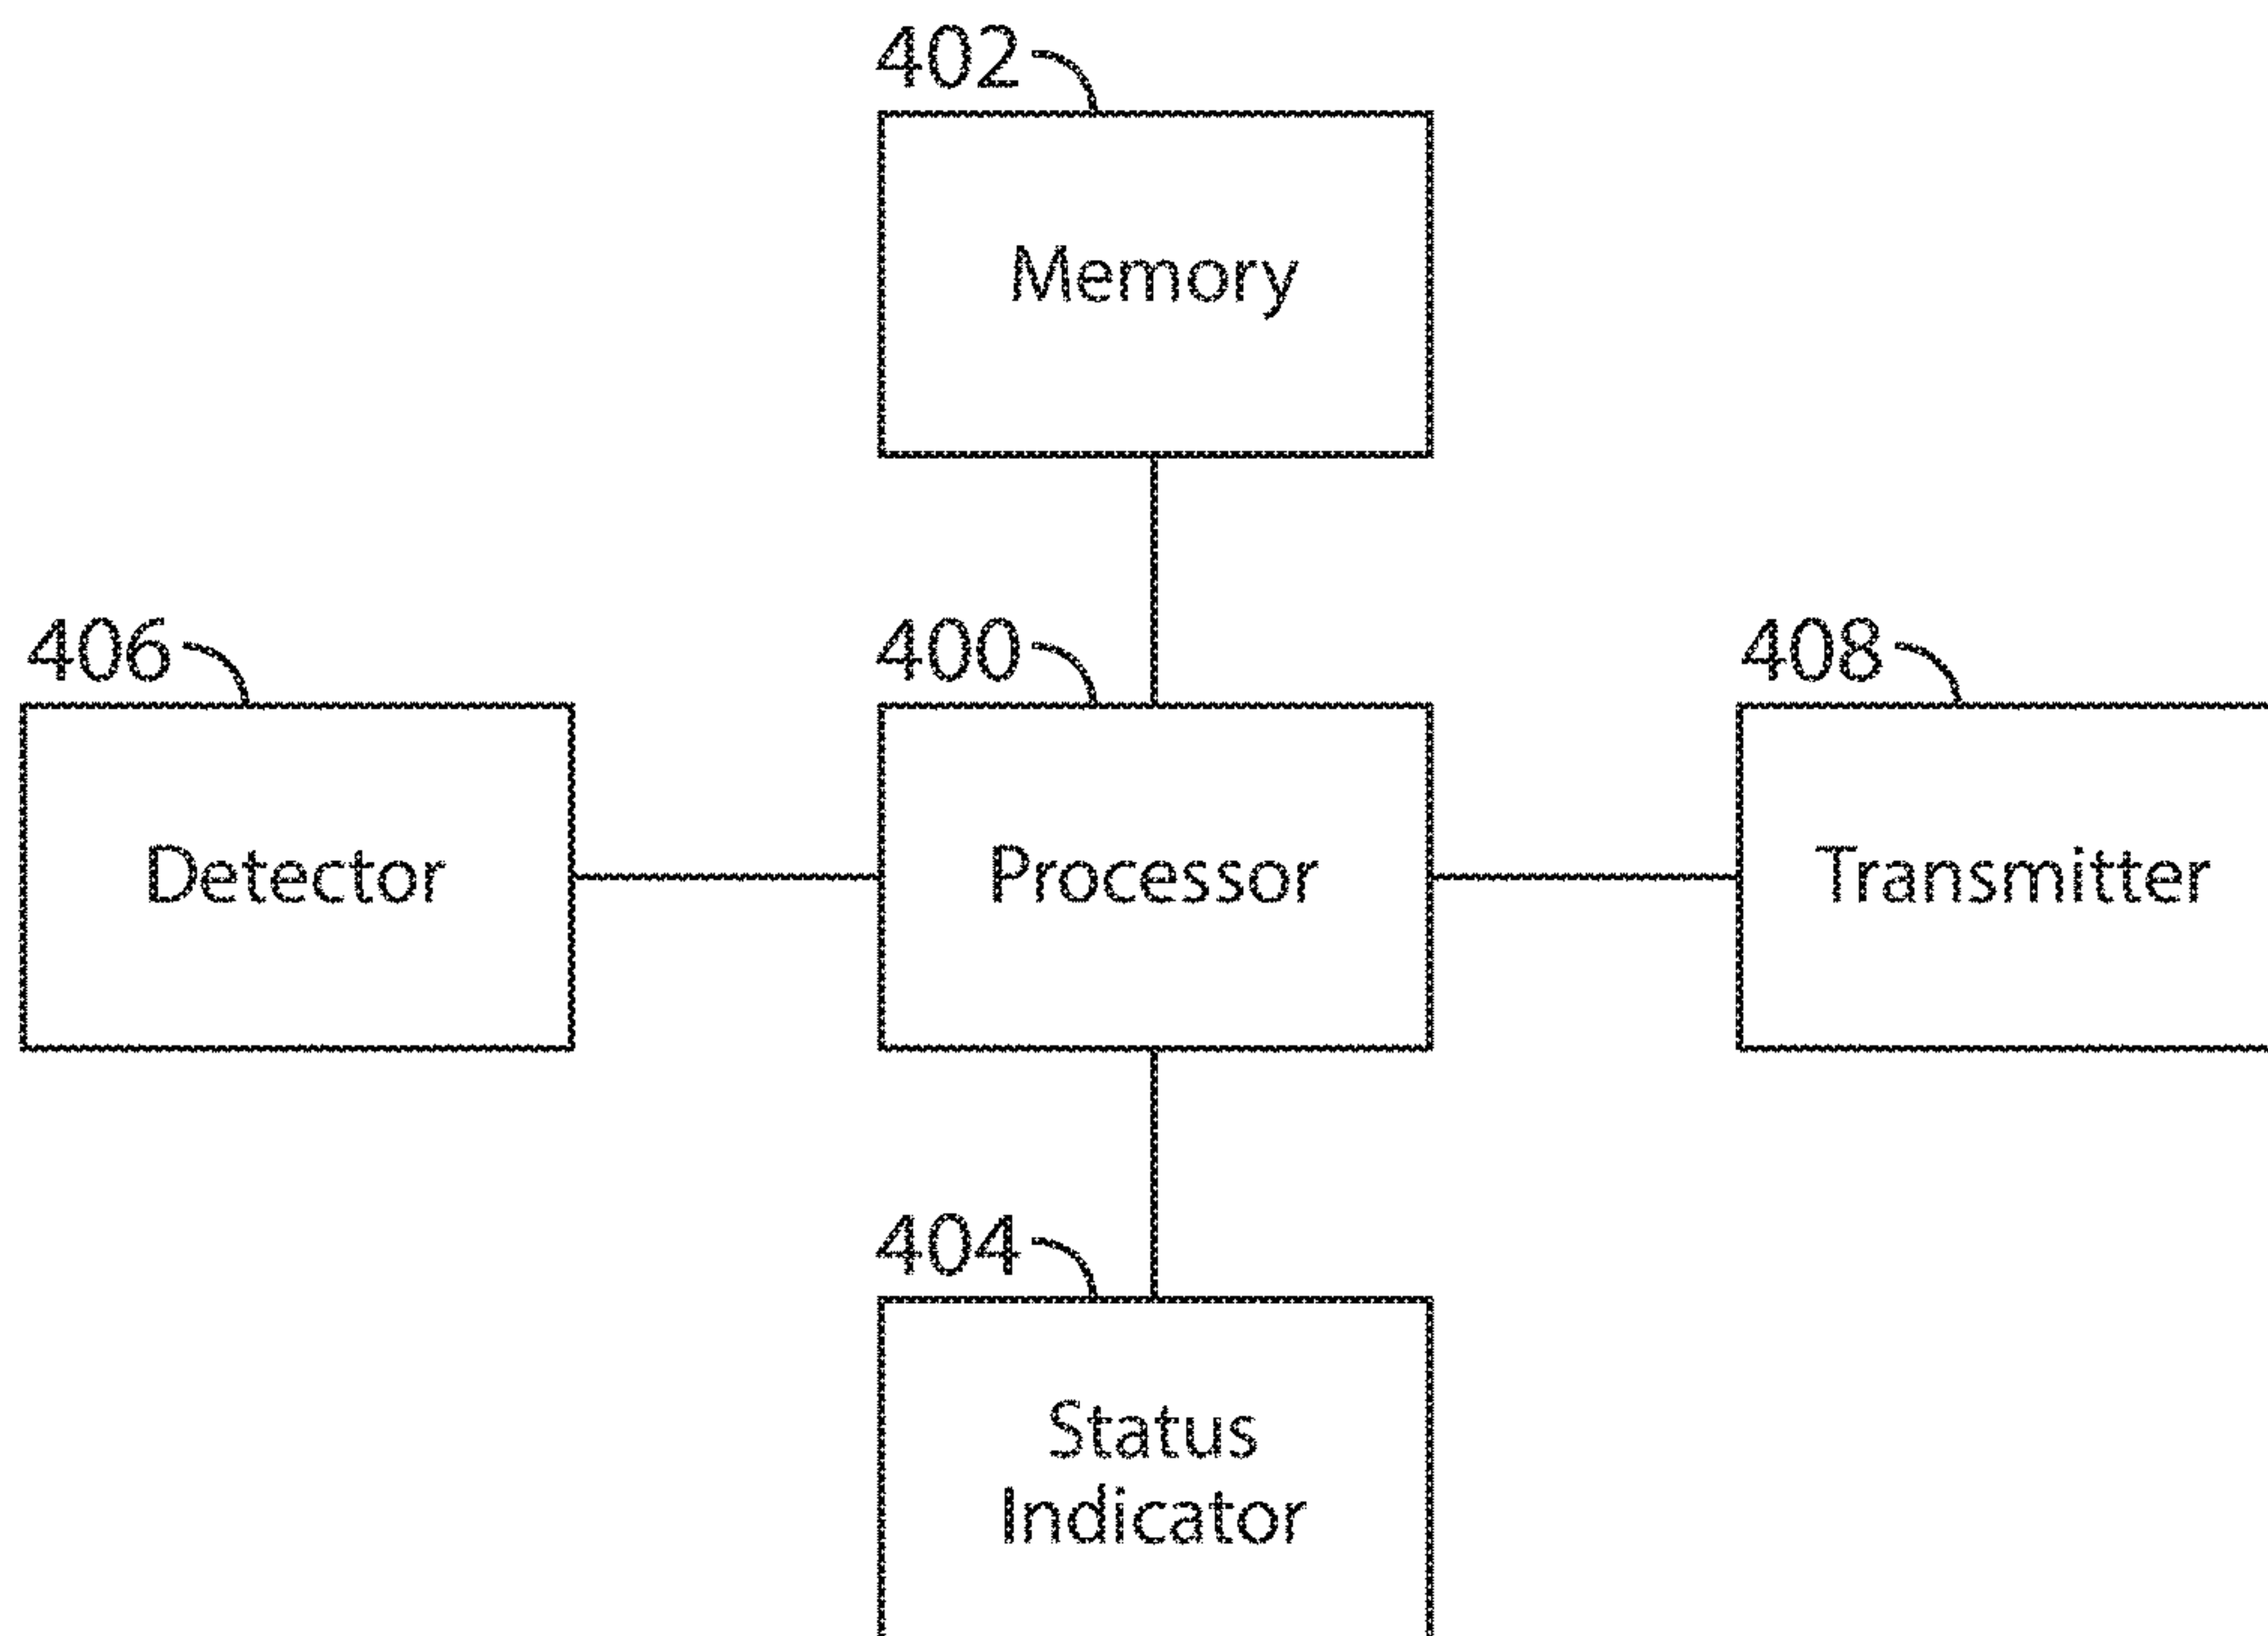 402
Memory
406
400
408
Detector
Processor
Transmitter
404
Status
Indicator